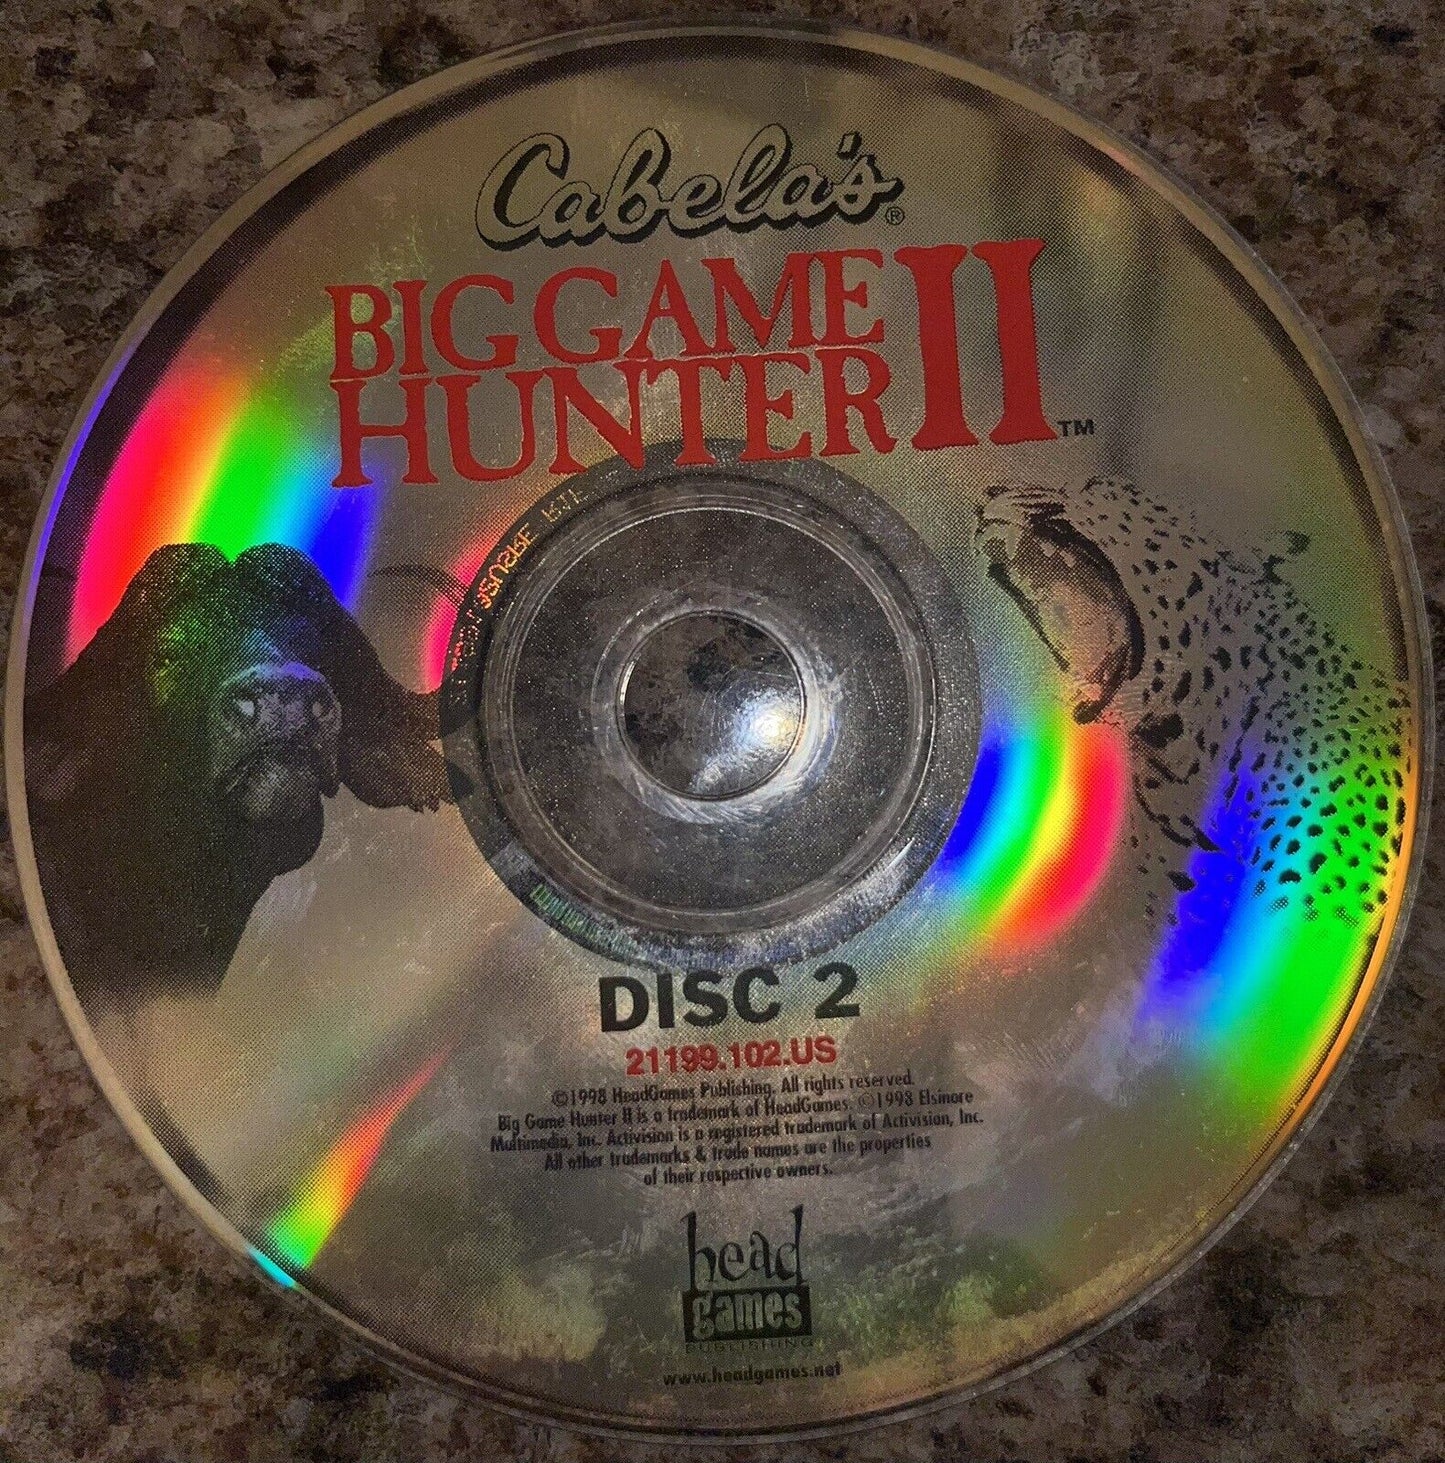 Cabela's®
BIG GAME
HUNTER II™
DISC 2
21199.102.US
©1998 HeadGames Publishing. All rights reserved.
Big Game Hunter II is a trademark of HeadGames. ©1998 Elsinore
Multimedia, Inc. Activision is a registered trademark of Activision, Inc.
All other trademarks & trade names are the properties
of their respective owners.
head
games
PUBLISHING
www.headgames.net